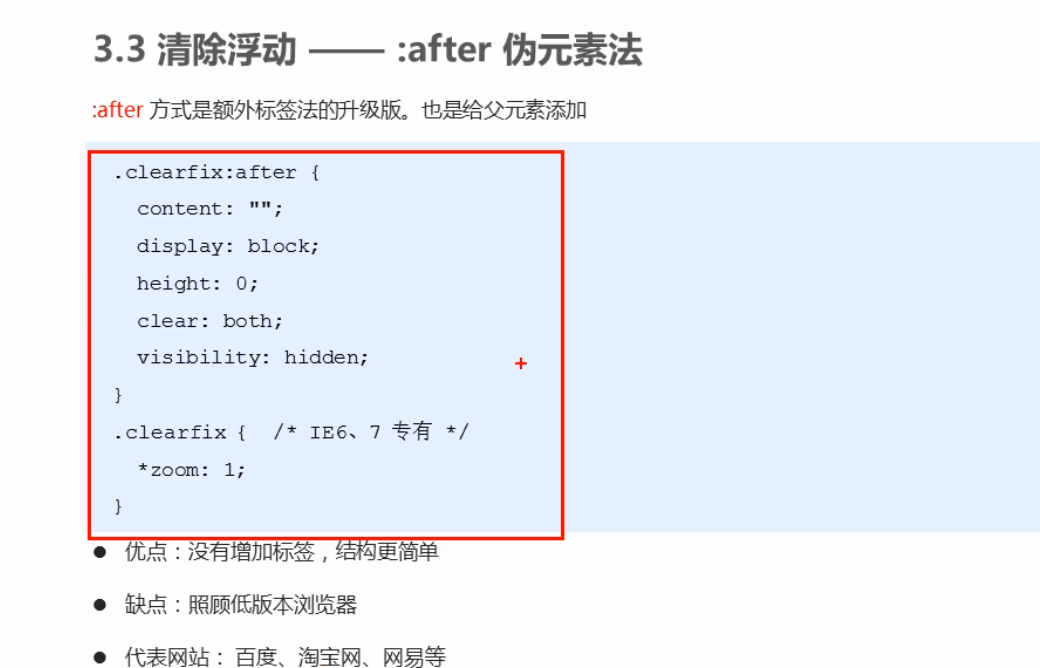 3.3 清除浮动 —— :after 伪元素法
:after 方式是额外标签法的升级版。也是给父元素添加
.clearfix:after {
content: "";
display: block;
height: 0;
clear: both;
visibility: hidden;
}
.clearfix { /* IE6、7 专有 */
*zoom: 1;
}
● 优点：没有增加标签，结构更简单
● 缺点：照顾低版本浏览器
● 代表网站： 百度、淘宝网、网易等